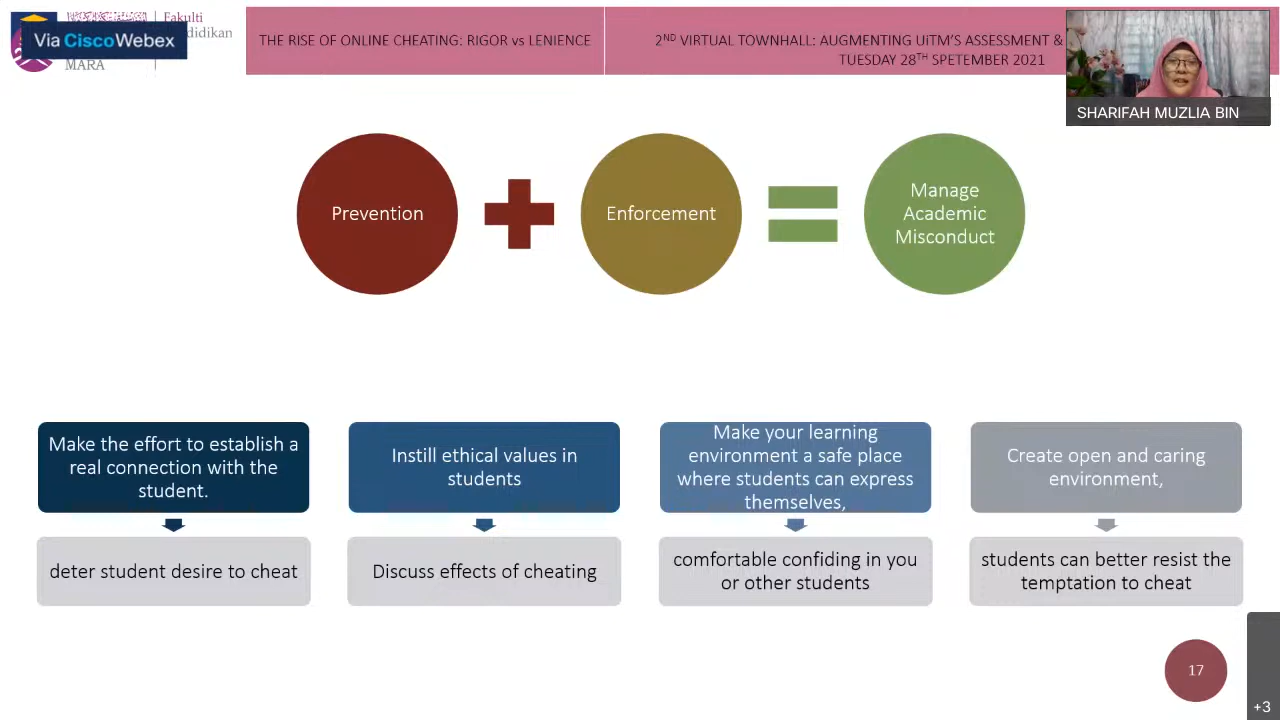 Fakulti
Via CiscoWebex
MARA
THE RISE OF ONLINE CHEATING: RIGOR vs LENIENCE
2ND VIRTUAL TOWNHALL: AUGMENTING UiTM'S ASSESSMENT &
TUESDAY 28TH SPETEMBER 2021
SHARIFAH MUZLIA BIN
Prevention
Enforcement
Manage
Academic
Misconduct
Make the effort to establish a
real connection with the
student.
deter student desire to cheat
Instill ethical values in
students
Discuss effects of cheating
Make your learning
environment a safe place
where students can express
themselves,
comfortable confiding in you
or other students
Create open and caring
environment,
students can better resist the
temptation to cheat
17
+3